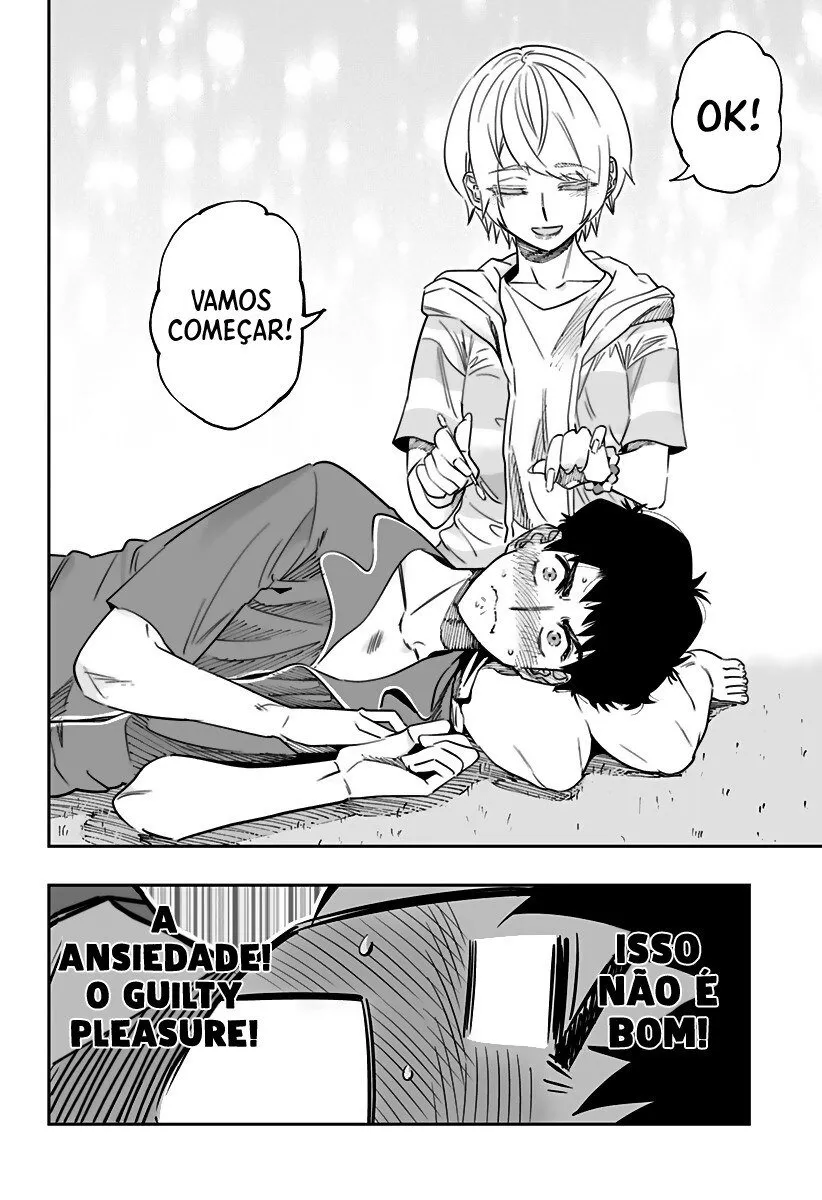 OK!
VAMOS
COMEÇAR!
ISSO
NÃO É
BOM!
A
ANSIEDADE!
O GUILTY
PLEASURE!